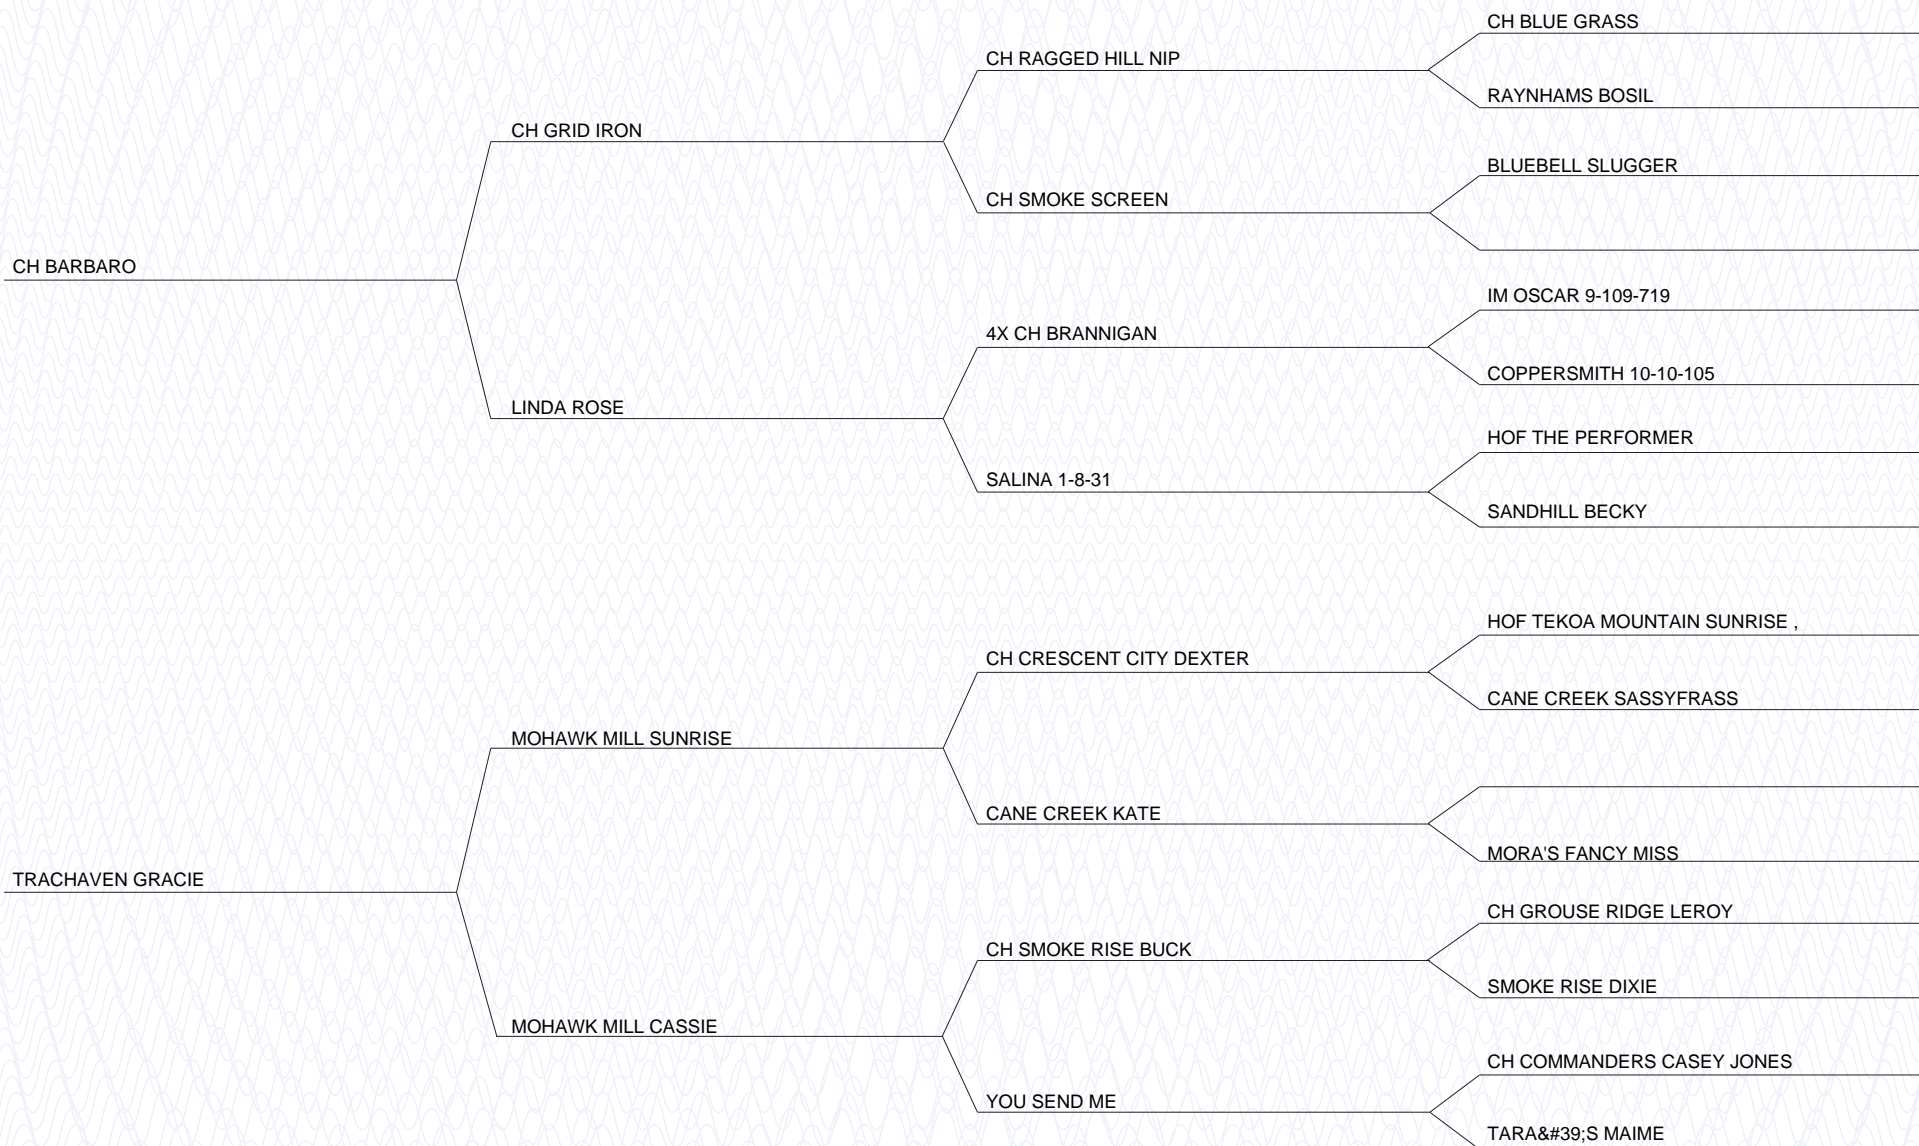 CH BLUE GRASS
CH RAGGED HILL NIP
RAYNHAMS BOSIL
CH GRID IRON
BLUEBELL SLUGGER
CH SMOKE SCREEN
CH BARBARO
IM OSCAR 9-109-719
4X CH BRANNIGAN
COPPERSMITH 10-10-105
LINDA ROSE
HOF THE PERFORMER
SALINA 1-8-31
SANDHILL BECKY
HOF TEKOA MOUNTAIN SUNRISE ,
CH CRESCENT CITY DEXTER
CANE CREEK SASSYFRASS
MOHAWK MILL SUNRISE
CANE CREEK KATE
MORA'S FANCY MISS
TRACHAVEN GRACIE
CH GROUSE RIDGE LEROY
CH SMOKE RISE BUCK
SMOKE RISE DIXIE
MOHAWK MILL CASSIE
CH COMMANDERS CASEY JONES
YOU SEND ME
TARA&#39;S MAIME